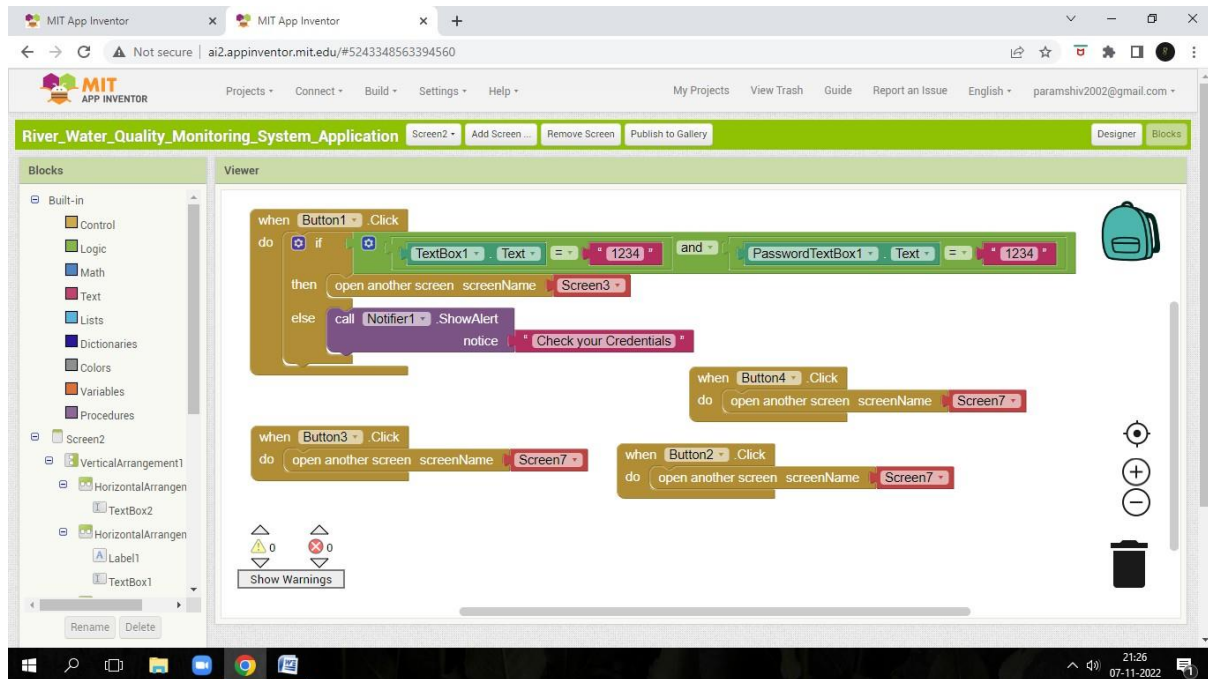 MIT App Inventor
MIT App Inventor
Not secure | ai2.appinventor.mit.edu/#5243348563394560
MIT
APP INVENTOR
Projects Connect Build Settings Help My Projects View Trash Guide Report an Issue English paramshiv2002@gmail.com
River_Water_Quality_Monitoring_System_Application Screen2 Add Screen ... Remove Screen Publish to Gallery Designer Blocks
Blocks
Viewer
Built-in
Control
Logic
Math
Text
Lists
Dictionaries
Colors
Variables
Procedures
Screen2
VerticalArrangement1
HorizontalArrangen
TextBox2
HorizontalArrangen
Label1
TextBox1
Rename Delete
when Button1 .Click
do if TextBox1 . Text = " 1234 " and PasswordTextBox1 . Text = " 1234 "
then open another screen screenName Screen3
else call Notifier1 .ShowAlert
notice " Check your Credentials "
when Button4 .Click
do open another screen screenName Screen7
when Button3 .Click
do open another screen screenName Screen7
when Button2 .Click
do open another screen screenName Screen7
0 0
Show Warnings
21:26
07-11-2022